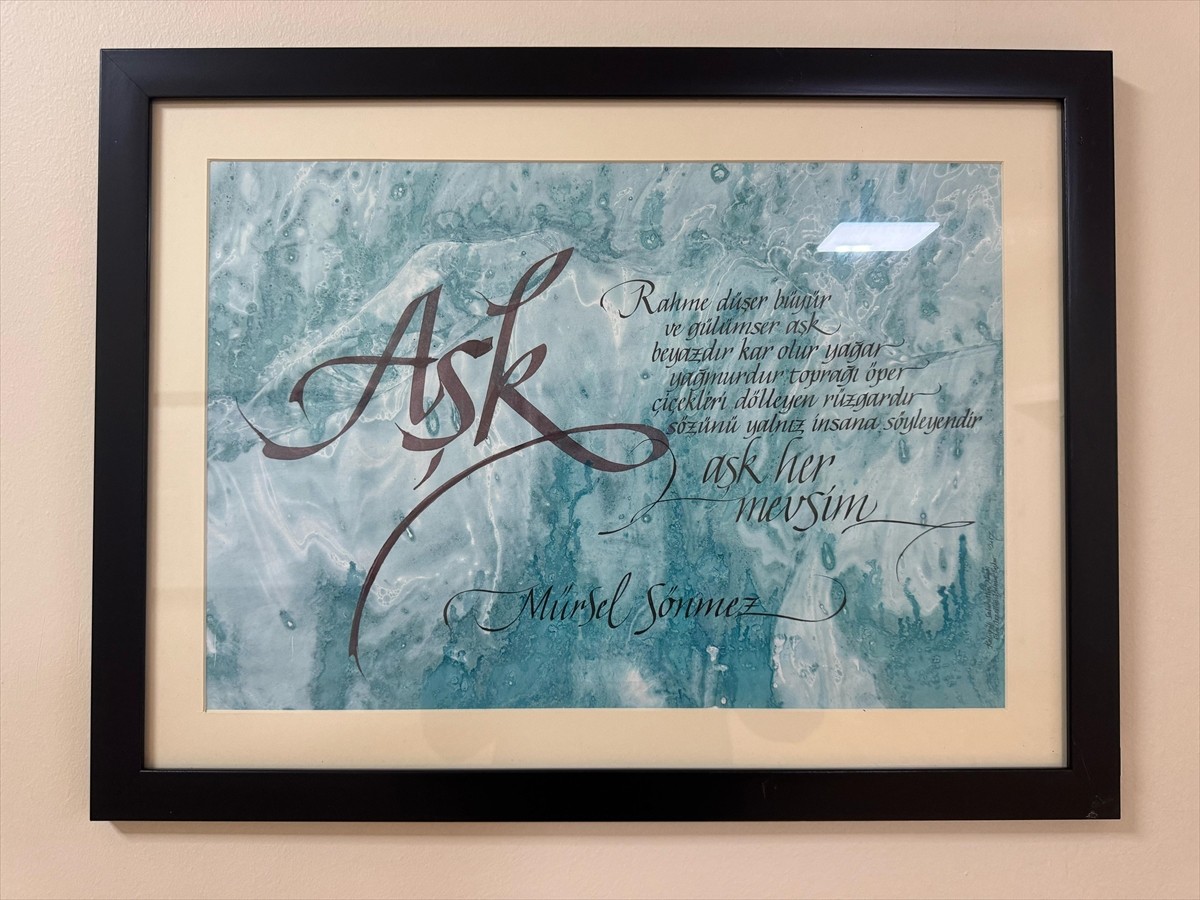 Aşk
Rahme düşer büyür
ve gülümser aşk
beyazdır kar olur yağar
yağmurdur toprağı öper
çiçekleri dölleyen rüzgardır
sözünü yalnız insana söyleyendir
aşk her
mevsim
Mürsel Sönmez